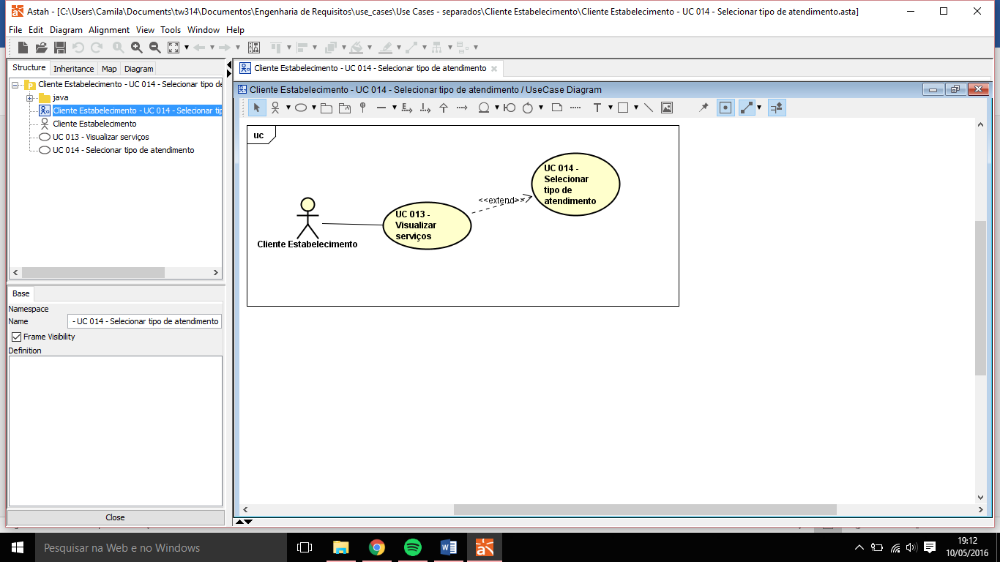 Astah - [C:\Users\Camila\Documents\tw314\Documentos\Engenharia de Requisitos\use_cases\Use Cases - separados\Cliente Estabelecimento\Cliente Estabelecimento - UC 014 - Selecionar tipo de atendimento.asta]
File Edit Diagram Alignment View Tools Window Help
Structure Inheritance Map Diagram
Cliente Estabelecimento - UC 014 - Selecionar tipo de
java
Cliente Estabelecimento - UC 014 - Selecionar tip
Cliente Estabelecimento
UC 013 - Visualizar serviços
UC 014 - Selecionar tipo de atendimento
Base
Namespace
Name - UC 014 - Selecionar tipo de atendimento
Frame Visibility
Definition
Close
Cliente Estabelecimento - UC 014 - Selecionar tipo de atendimento
Cliente Estabelecimento - UC 014 - Selecionar tipo de atendimento / UseCase Diagram
uc
UC 014 -
Selecionar
tipo de
atendimento
<<extend>>
UC 013 -
Visualizar
serviços
Cliente Estabelecimento
Pesquisar na Web e no Windows
19:12
10/05/2016